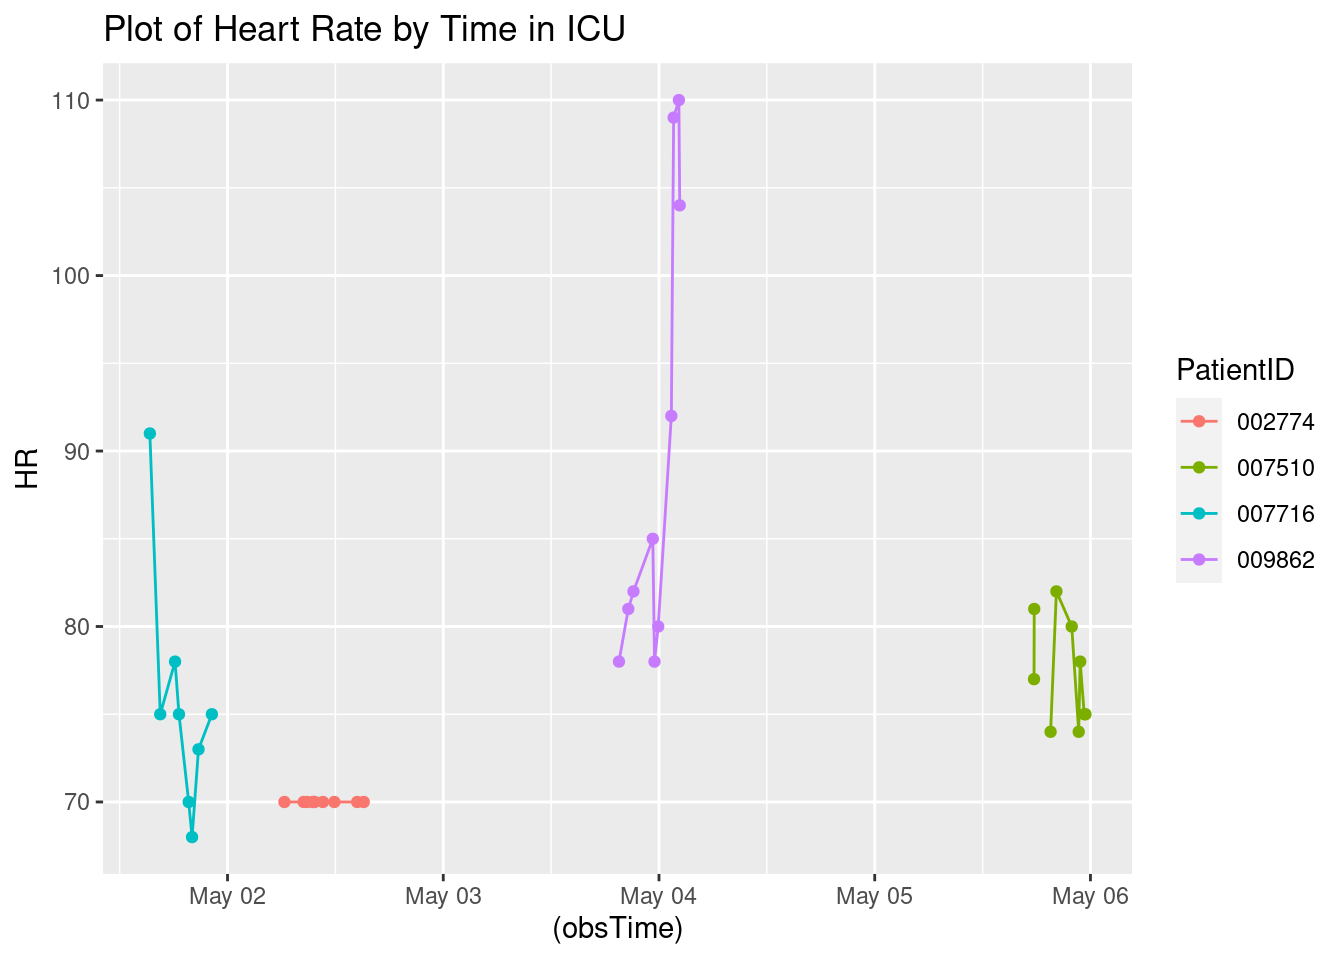 Plot of Heart Rate by Time in ICU
110
100
90
80
70
HR
May 02
May 03
May 04
May 05
May 06
(obsTime)
PatientID
002774
007510
007716
009862